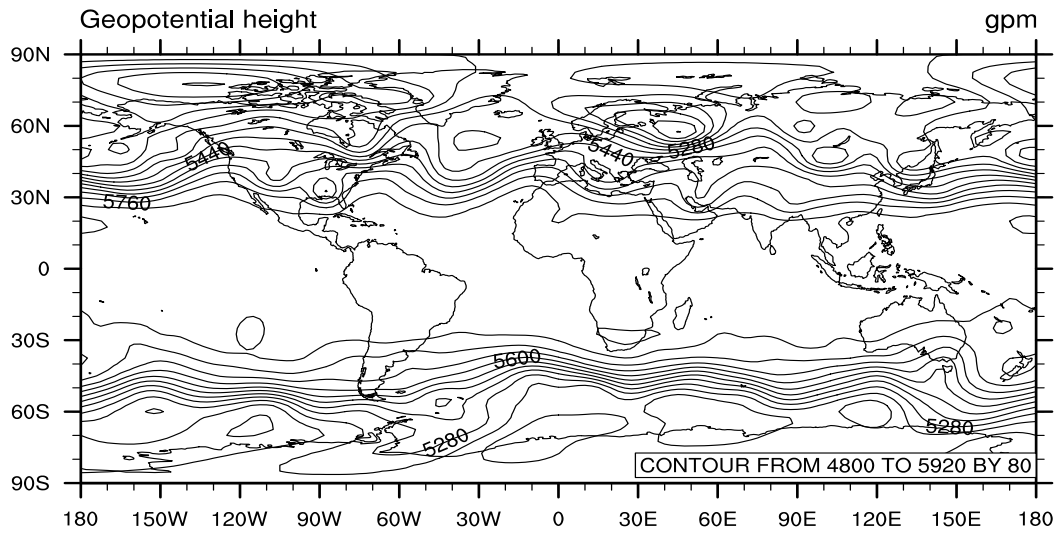 Geopotential height gpm
90N
60N
30N
0
30S
60S
90S
5440
5440
5280
5760
5600
5280
5280
CONTOUR FROM 4800 TO 5920 BY 80
180 150W 120W 90W 60W 30W 0 30E 60E 90E 120E 150E 180